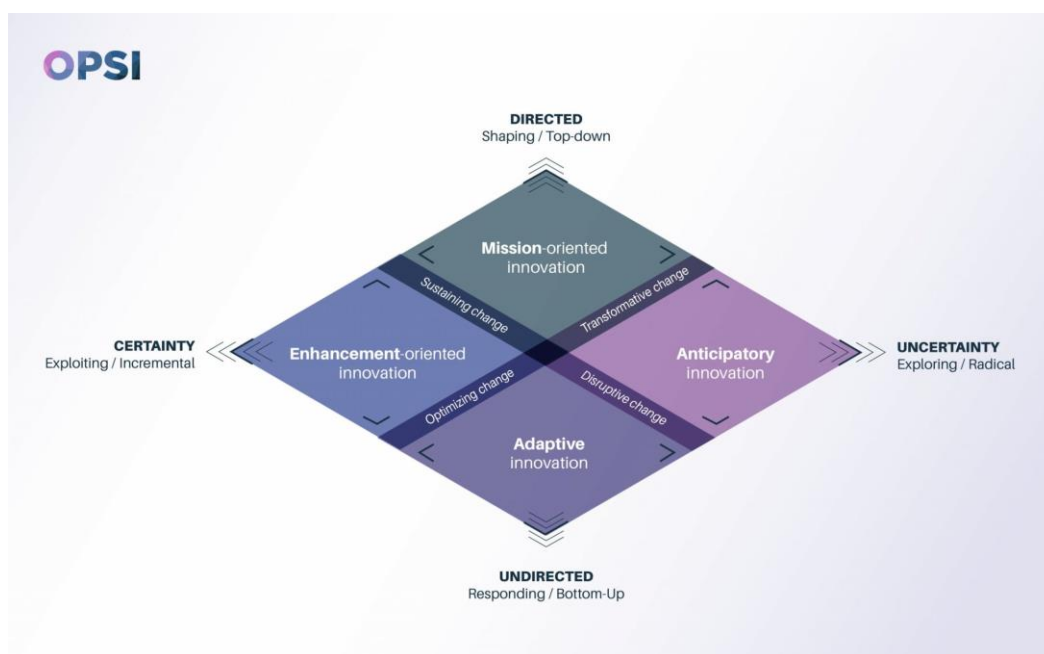 OPSI
DIRECTED
Shaping / Top-down
Mission-oriented
innovation
Sustaining change
Transformative change
CERTAINTY
Exploiting / Incremental
Enhancement-oriented
innovation
Anticipatory
innovation
UNCERTAINTY
Exploring / Radical
Optimizing change
Disruptive change
Adaptive
innovation
UNDIRECTED
Responding / Bottom-Up